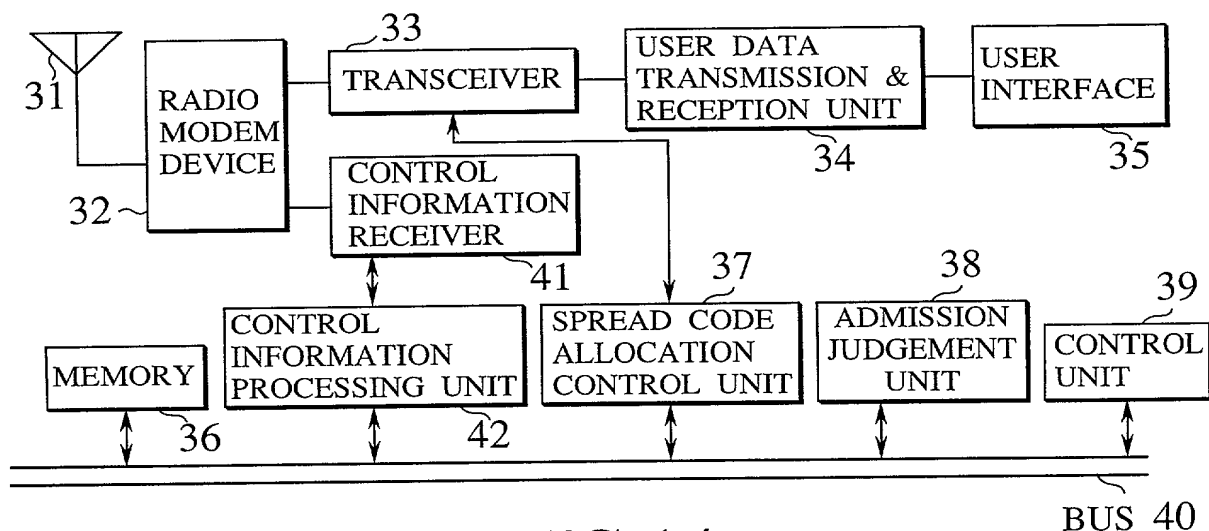 31
RADIO
MODEM
DEVICE
32
33
TRANSCEIVER
USER DATA
TRANSMISSION &
RECEPTION UNIT
34
USER
INTERFACE
35
CONTROL
INFORMATION
RECEIVER
41
MEMORY
36
CONTROL
INFORMATION
PROCESSING UNIT
42
37
SPREAD CODE
ALLOCATION
CONTROL UNIT
38
ADMISSION
JUDGEMENT
UNIT
39
CONTROL
UNIT
BUS 40